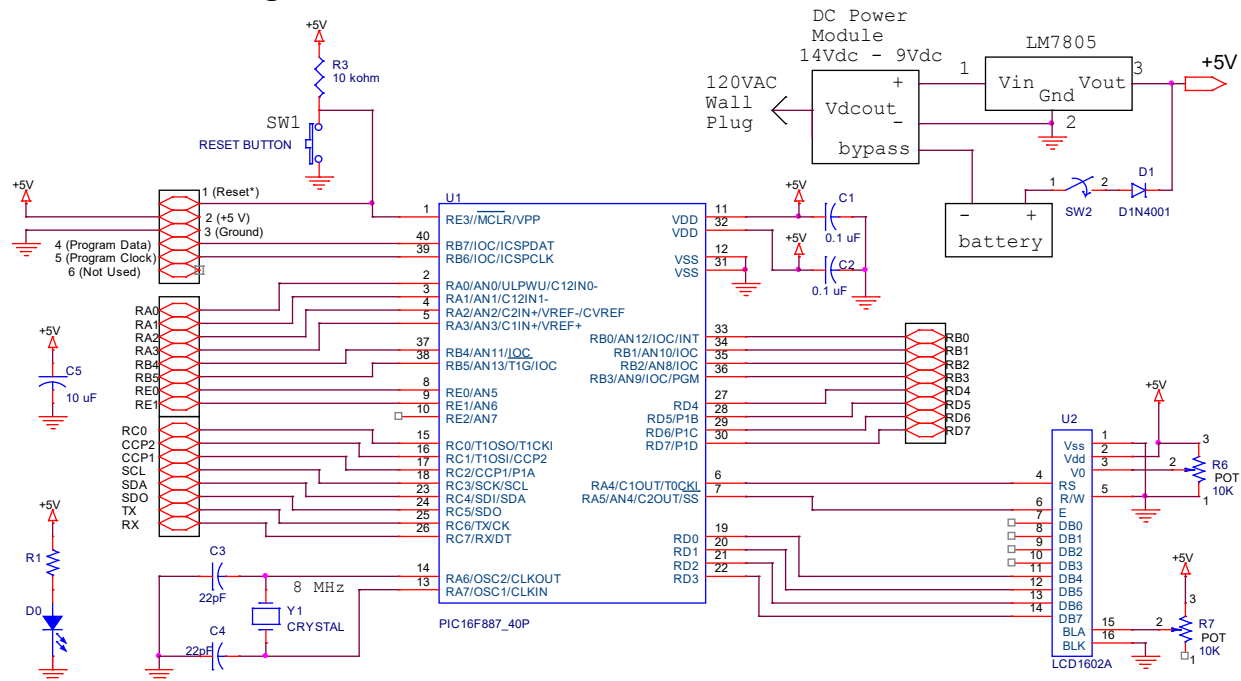 +5V
R3
10 kohm
SW1
RESET BUTTON
DC Power
Module
14Vdc - 9Vdc
120VAC
Wall
Plug
+
Vdcout
-
bypass
1
LM7805
Vin
Vout
Gnd
3
2
+5V
1
2
SW2
D1
D1N4001
-
+
battery
+5V
1 (Reset*)
2 (+5 V)
3 (Ground)
4 (Program Data)
5 (Program Clock)
6 (Not Used)
RA0
RA1
RA2
RA3
RB4
RB5
RE0
RE1
RC0
CCP2
CCP1
SCL
SDA
SDO
TX
RX
C5
10 uF
+5V
R1
D0
C3
22pF
C4
22pF
8 MHz
Y1
CRYSTAL
U1
1 RE3//MCLR/VPP
40 RB7/IOC/ICSPDAT
39 RB6/IOC/ICSPCLK
2 RA0/AN0/ULPWU/C12IN0-
3 RA1/AN1/C12IN1-
4 RA2/AN2/C2IN+/VREF-/CVREF
5 RA3/AN3/C1IN+/VREF+
37 RB4/AN11/IOC
38 RB5/AN13/T1G/IOC
8 RE0/AN5
9 RE1/AN6
10 RE2/AN7
15 RC0/T1OSO/T1CKI
16 RC1/T1OSI/CCP2
17 RC2/CCP1/P1A
18 RC3/SCK/SCL
23 RC4/SDI/SDA
24 RC5/SDO
25 RC6/TX/CK
26 RC7/RX/DT
14 RA6/OSC2/CLKOUT
13 RA7/OSC1/CLKIN
PIC16F887_40P
VDD 11
VDD 32
VSS 12
VSS 31
RB0/AN12/IOC/INT 33
RB1/AN10/IOC 34
RB2/AN8/IOC 35
RB3/AN9/IOC/PGM 36
RD4 27
RD5/P1B 28
RD6/P1C 29
RD7/P1D 30
RA4/C1OUT/T0CKI 6
RA5/AN4/C2OUT/SS 7
RD0 19
RD1 20
RD2 21
RD3 22
+5V
C1
0.1 uF
+5V
C2
0.1 uF
RB0
RB1
RB2
RB3
RD4
RD5
RD6
RD7
U2
Vss 1
Vdd 2
V0 3
4 RS
R/W 5
6 E
7 DB0
8 DB1
9 DB2
10 DB3
11 DB4
12 DB5
13 DB6
14 DB7
BLA 15
BLK 16
LCD1602A
+5V
3
2
R6
POT
10K
1
+5V
3
2
R7
POT
10K
1